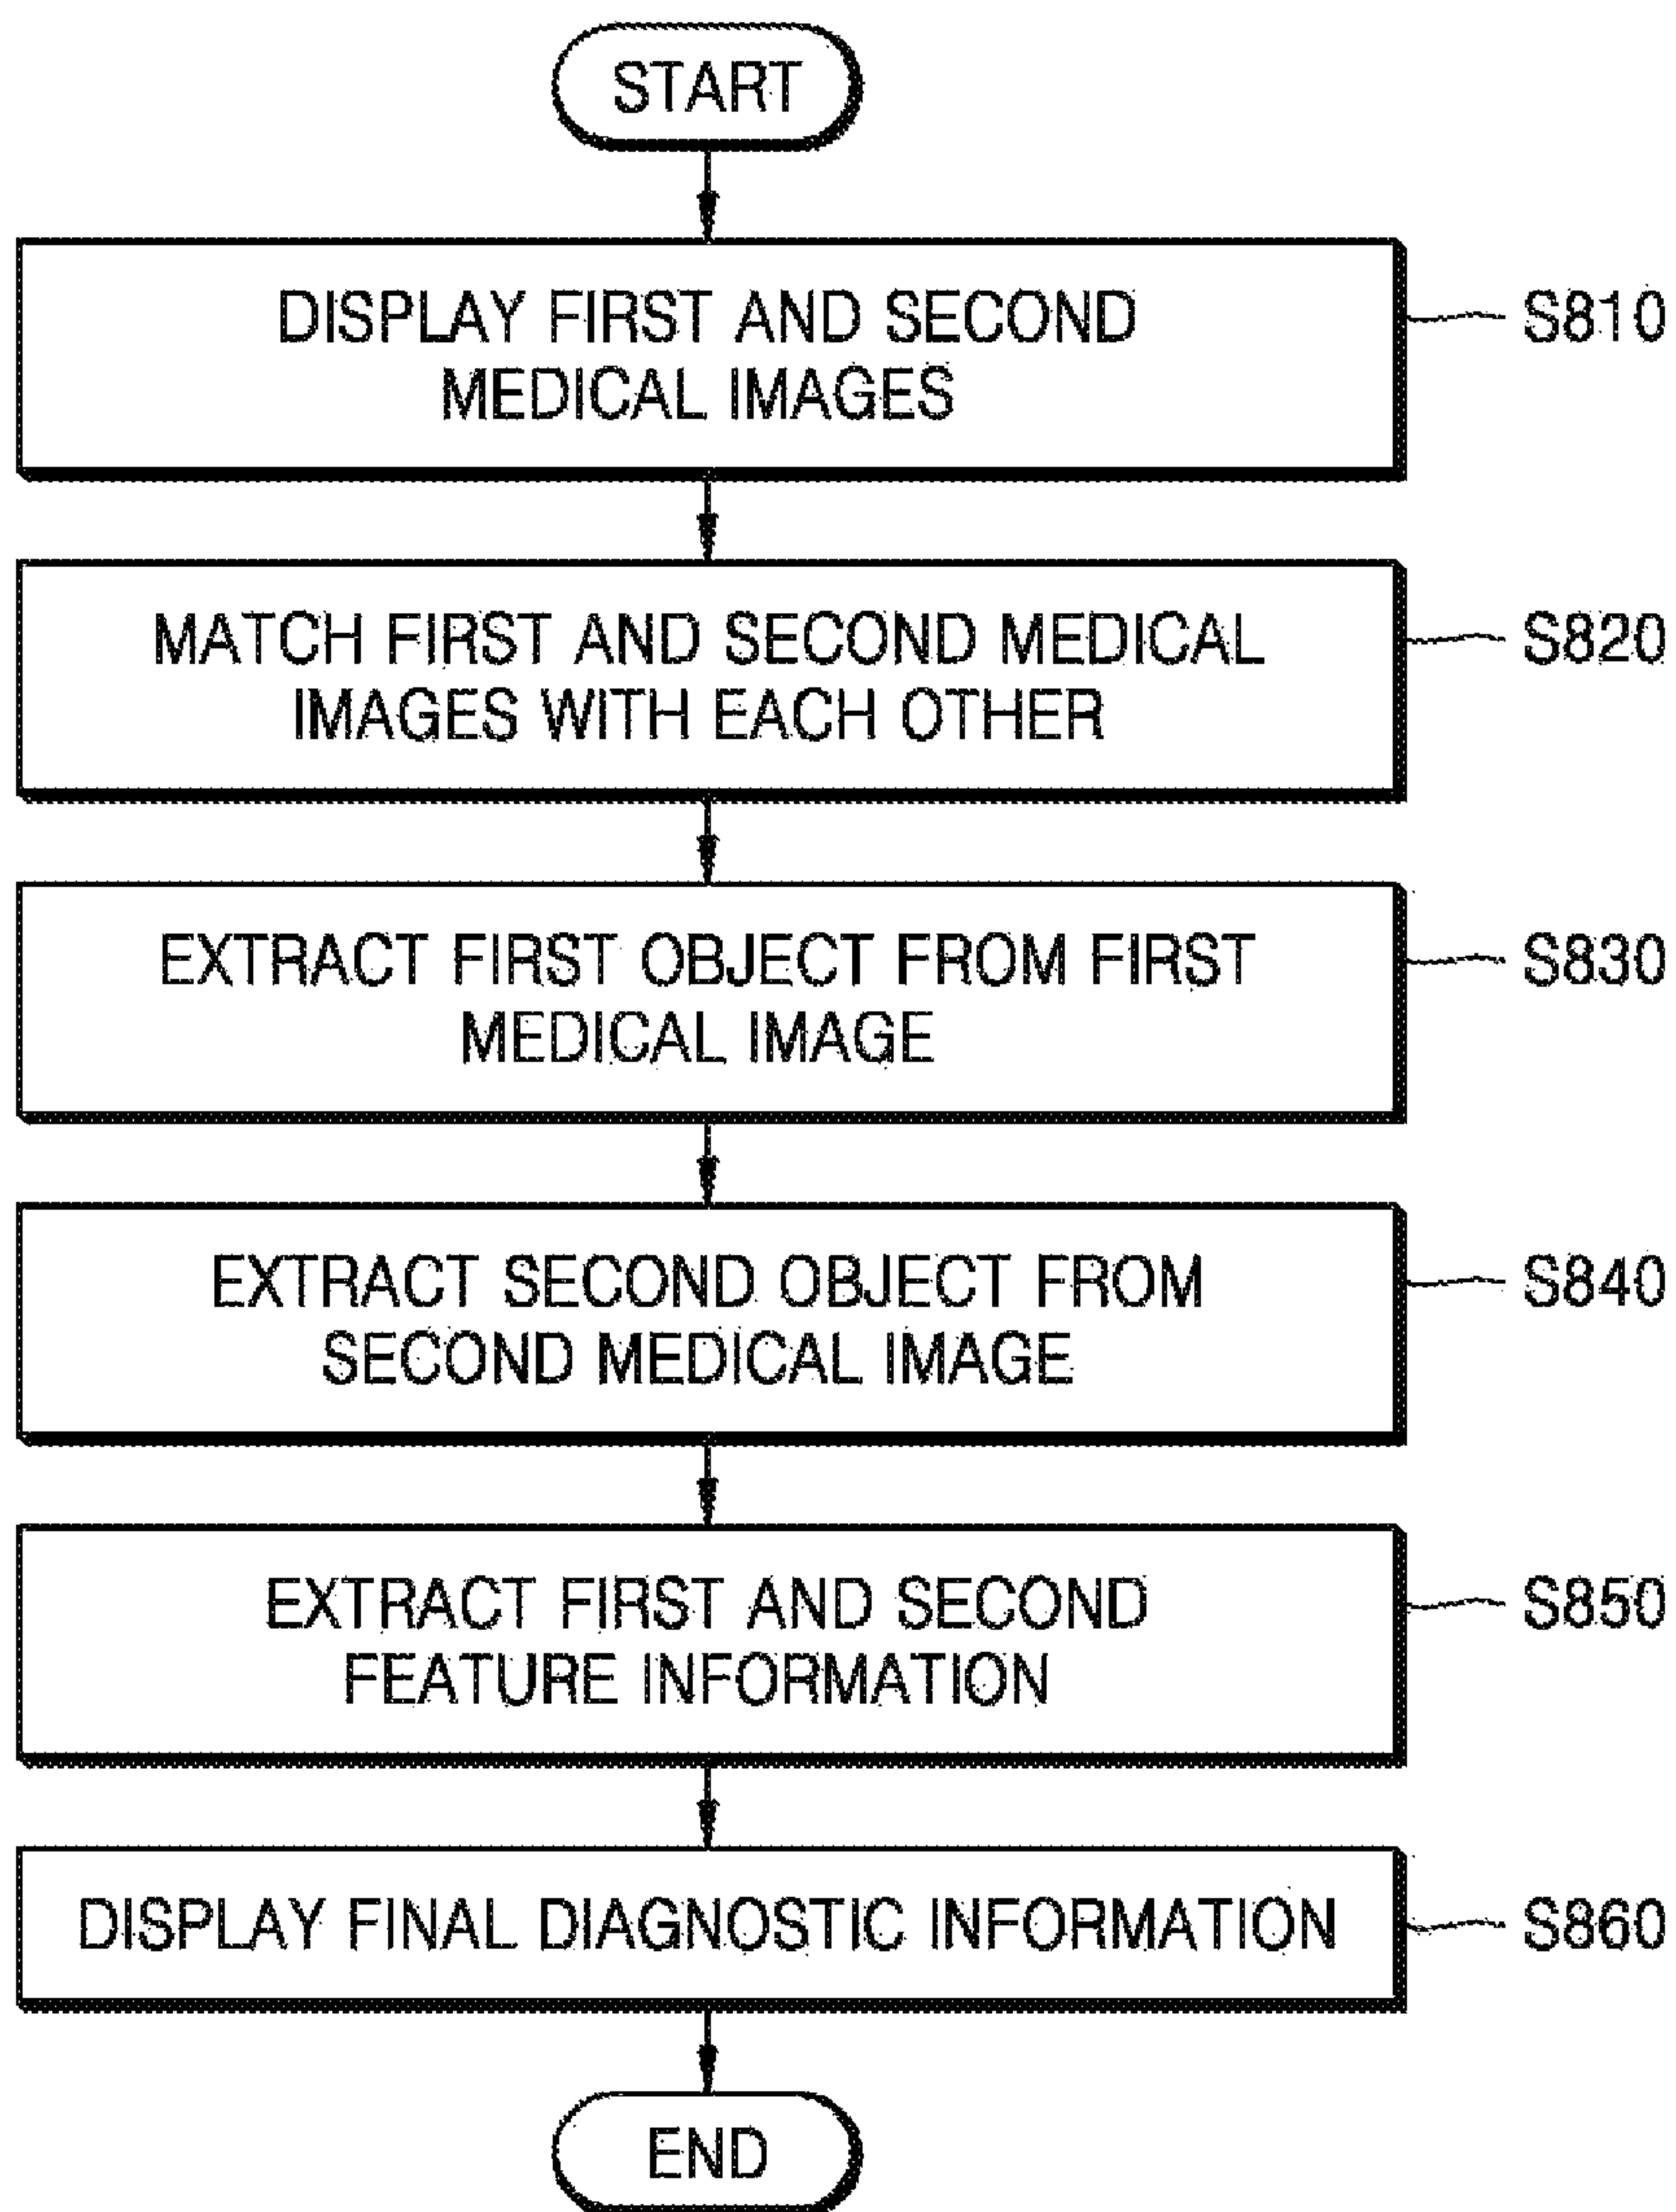 START
DISPLAY FIRST AND SECOND
MEDICAL IMAGES
S810
MATCH FIRST AND SECOND MEDICAL
IMAGES WITH EACH OTHER
S820
EXTRACT FIRST OBJECT FROM FIRST
MEDICAL IMAGE
S830
EXTRACT SECOND OBJECT FROM
SECOND MEDICAL IMAGE
S840
EXTRACT FIRST AND SECOND
FEATURE INFORMATION
S850
DISPLAY FINAL DIAGNOSTIC INFORMATION
S860
END